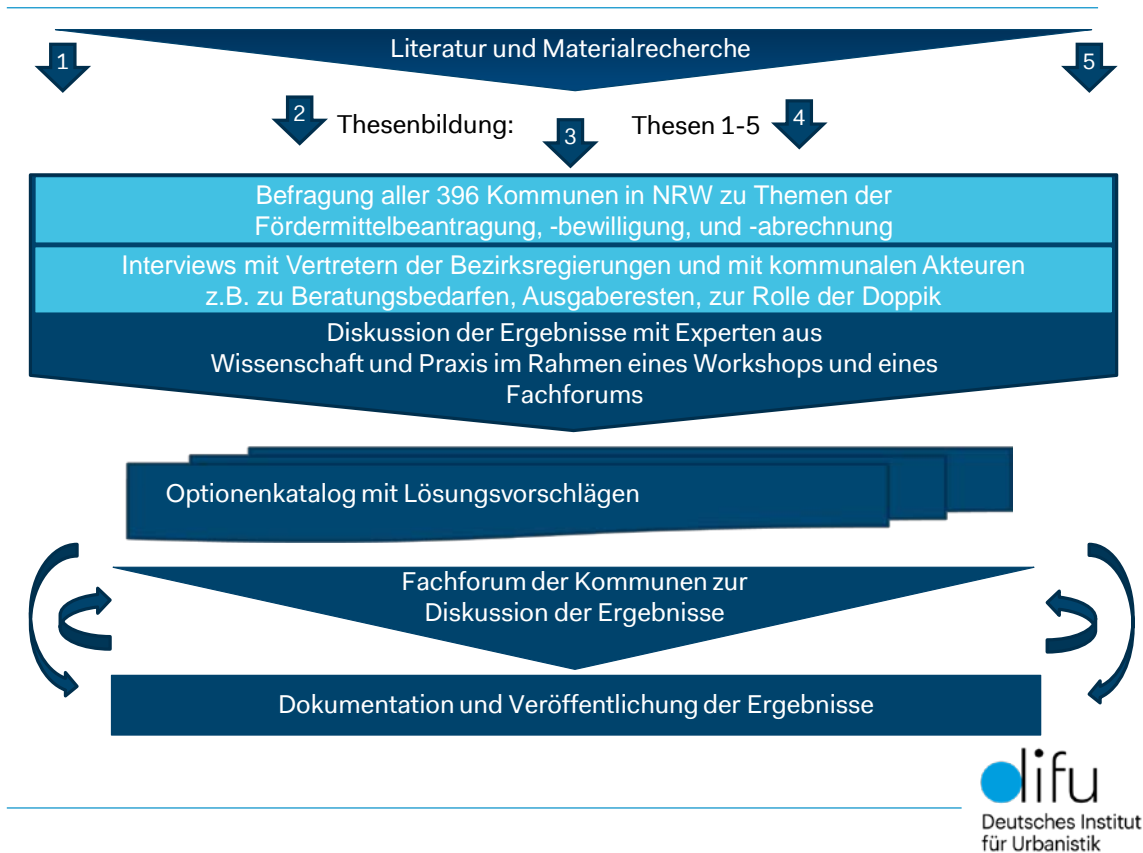 Literatur und Materialrecherche
1
5
2
Thesenbildung:
3
Thesen 1-5
4
Befragung aller 396 Kommunen in NRW zu Themen der
Fördermittelbeantragung, -bewilligung, und -abrechnung
Interviews mit Vertretern der Bezirksregierungen und mit kommunalen Akteuren
z.B. zu Beratungsbedarfen, Ausgaberesten, zur Rolle der Doppik
Diskussion der Ergebnisse mit Experten aus
Wissenschaft und Praxis im Rahmen eines Workshops und eines
Fachforums
Optionenkatalog mit Lösungsvorschlägen
Fachforum der Kommunen zur
Diskussion der Ergebnisse
Dokumentation und Veröffentlichung der Ergebnisse
difu
Deutsches Institut
für Urbanistik